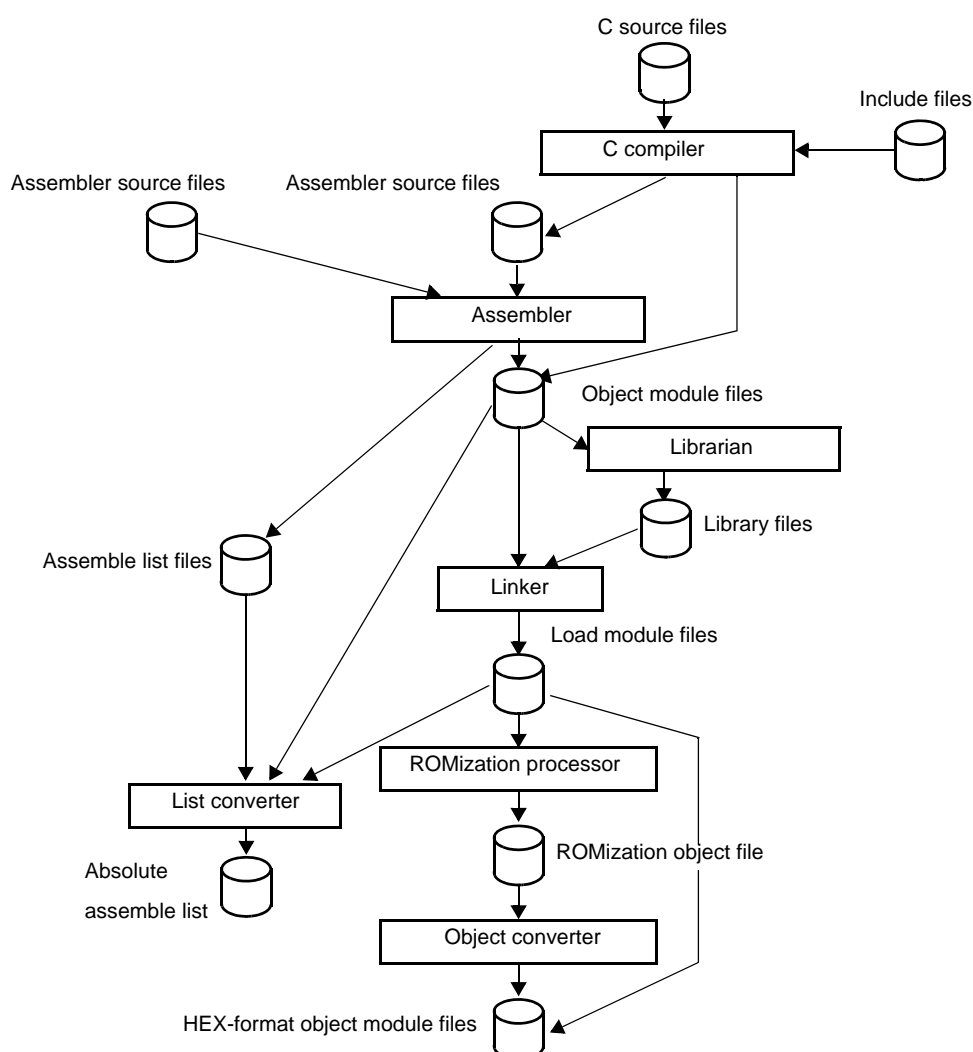 C source files
Include files
C compiler
Assembler source files
Assembler source files
Assembler
Object module files
Librarian
Library files
Assemble list files
Linker
Load module files
ROMization processor
List converter
ROMization object file
Absolute
assemble list
Object converter
HEX-format object module files